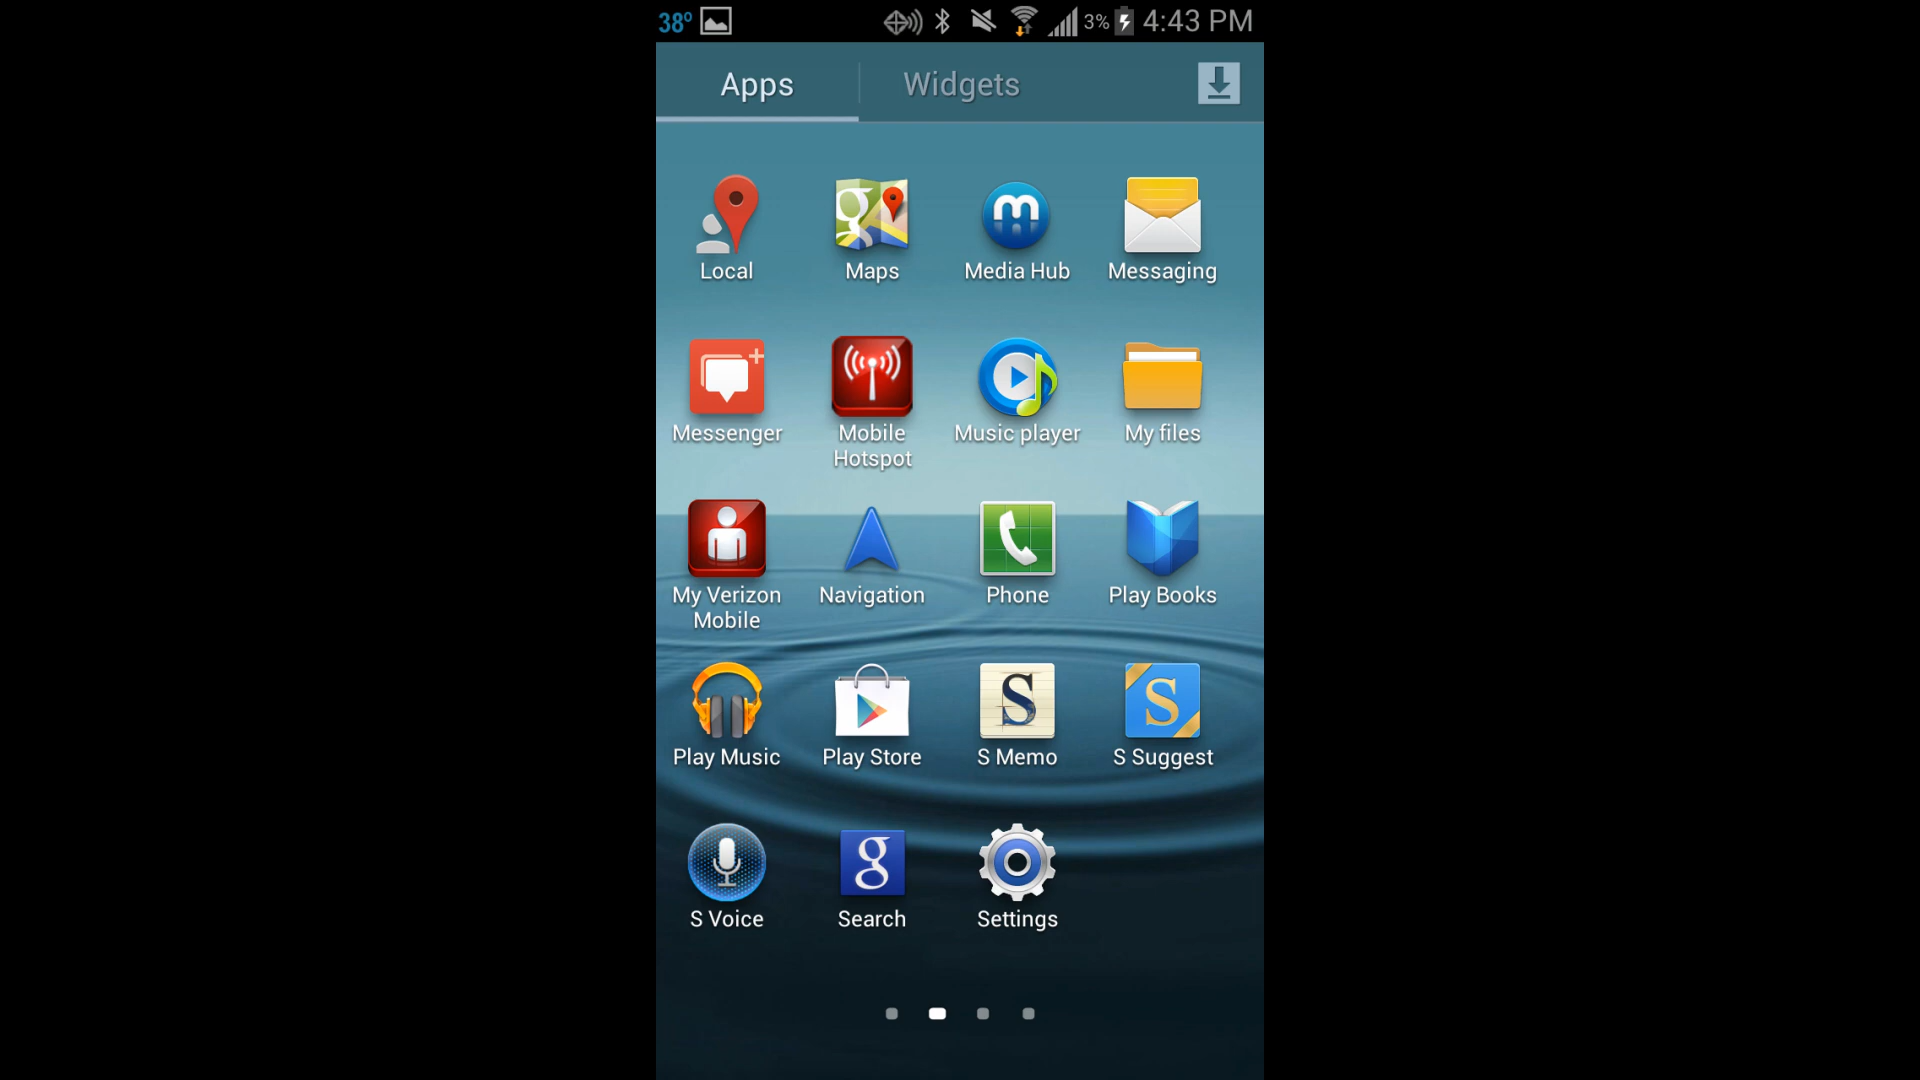 38° 3% 4:43 PM
Apps Widgets
Local Maps Media Hub Messaging
Messenger Mobile Hotspot Music player My files
My Verizon Mobile Navigation Phone Play Books
Play Music Play Store S Memo S Suggest
S Voice Search Settings